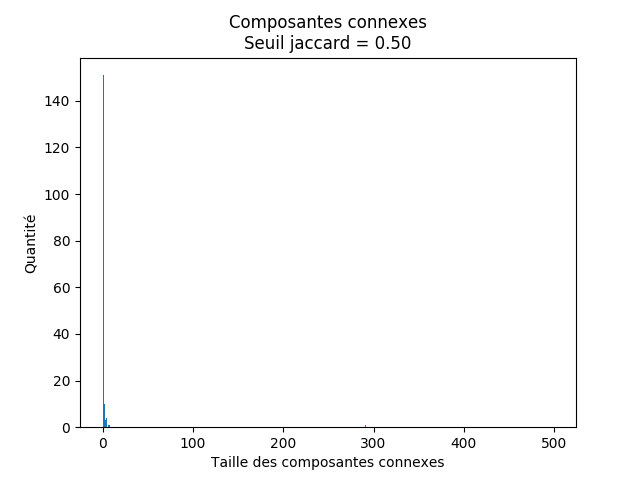 Composantes connexes
Seuil jaccard = 0.50
140
120
100
80
60
40
20
0
Quantité
0 100 200 300 400 500
Taille des composantes connexes